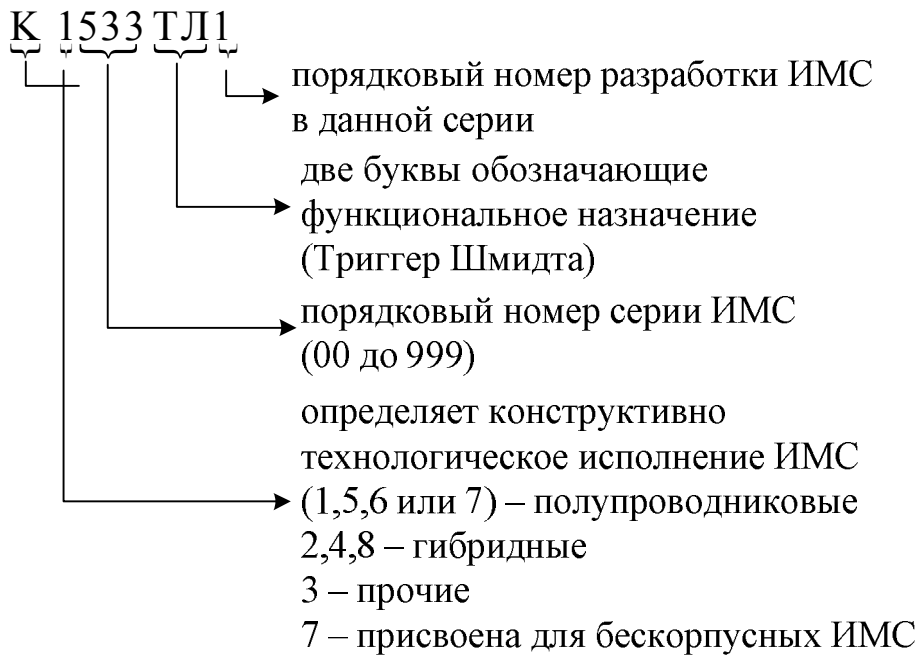 К 1533 ТЛ1
порядковый номер разработки ИМС
в данной серии
две буквы обозначающие
функциональное назначение
(Триггер Шмидта)
порядковый номер серии ИМС
(00 до 999)
определяет конструктивно
технологическое исполнение ИМС
(1,5,6 или 7) – полупроводниковые
2,4,8 – гибридные
3 – прочие
7 – присвоена для бескорпусных ИМС